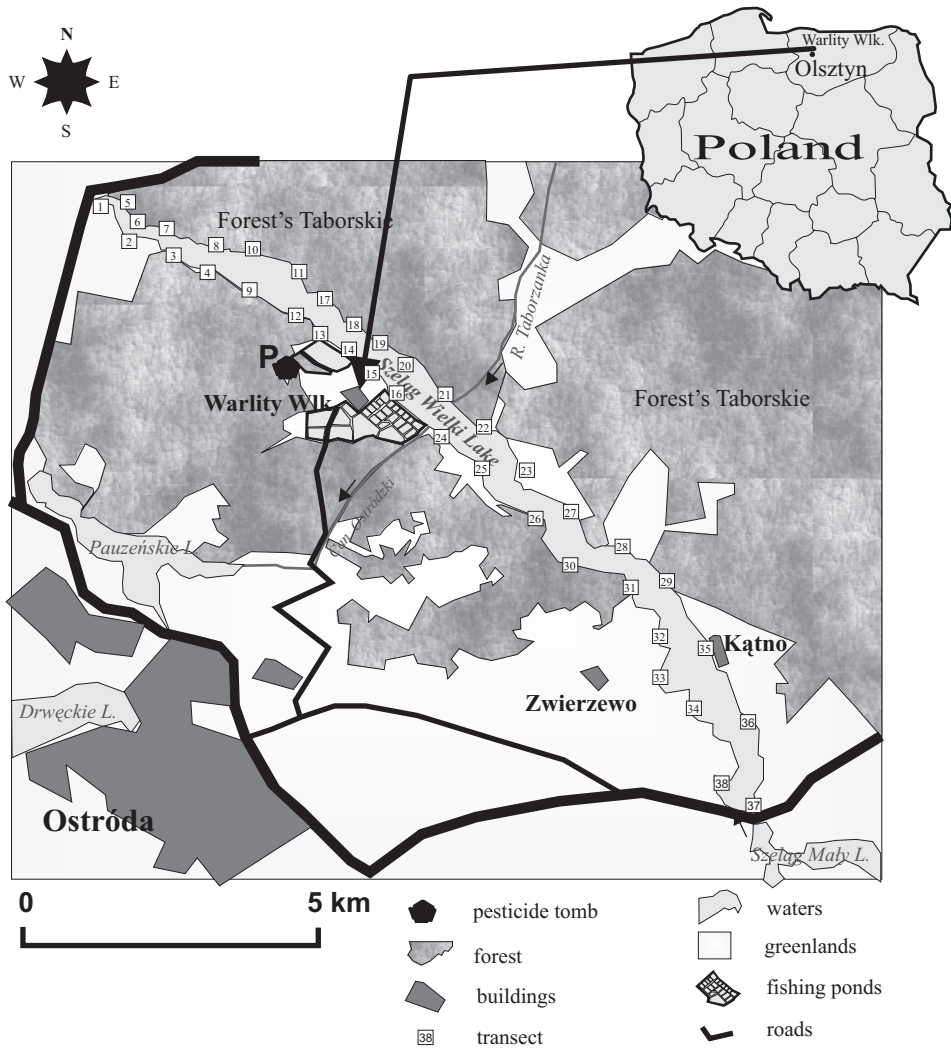 N
W E
S
Warlity Wlk.
Olsztyn
Poland
Forest's Taborskie
R. Taborzanka
P
Warlity Wlk.
Szeląg Wielki Lake
Forest's Taborskie
Can. Ostródzki
Pauzeńskie L.
Kątno
Zwierzewo
Drwęckie L.
Ostróda
Szeląg Mały L.
1
5
6
2
7
3
8
10
4
11
9
17
12
18
13
14
19
20
15
16
21
22
24
25
23
26
27
28
30
29
31
32
35
33
34
36
38
37
0 5 km
pesticide tomb
forest
buildings
38 transect
waters
greenlands
fishing ponds
roads